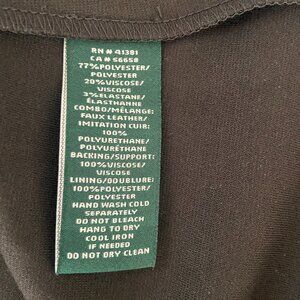 RN # 41381
CA # 56658
77%POLYESTER/
POLYESTER
20%VISCOSE/
VISCOSE
3%ELASTANE/
ÉLASTHANNE
COMBO/MÉLANGE:
FAUX LEATHER/
IMITATION CUIR:
100%
POLYURETHANE/
POLYURÉTHANE
BACKING/SUPPORT:
100%VISCOSE/
VISCOSE
LINING/DOUBLURE:
100%POLYESTER/
POLYESTER
HAND WASH COLD
SEPARATELY
DO NOT BLEACH
HANG TO DRY
COOL IRON
IF NEEDED
DO NOT DRY CLEAN